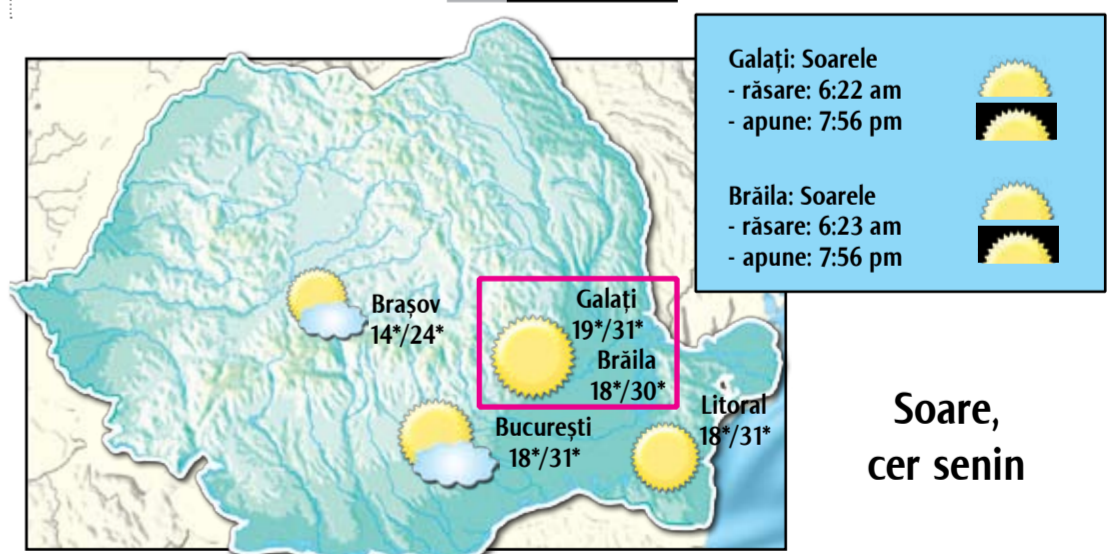 Galați: Soarele
- răsare: 6:22 am
- apune: 7:56 pm
Brăila: Soarele
- răsare: 6:23 am
- apune: 7:56 pm
Brașov
14*/24*
Galați
19*/31*
Brăila
18*/30*
București
18*/31*
Litoral
18*/31*
Soare,
cer senin